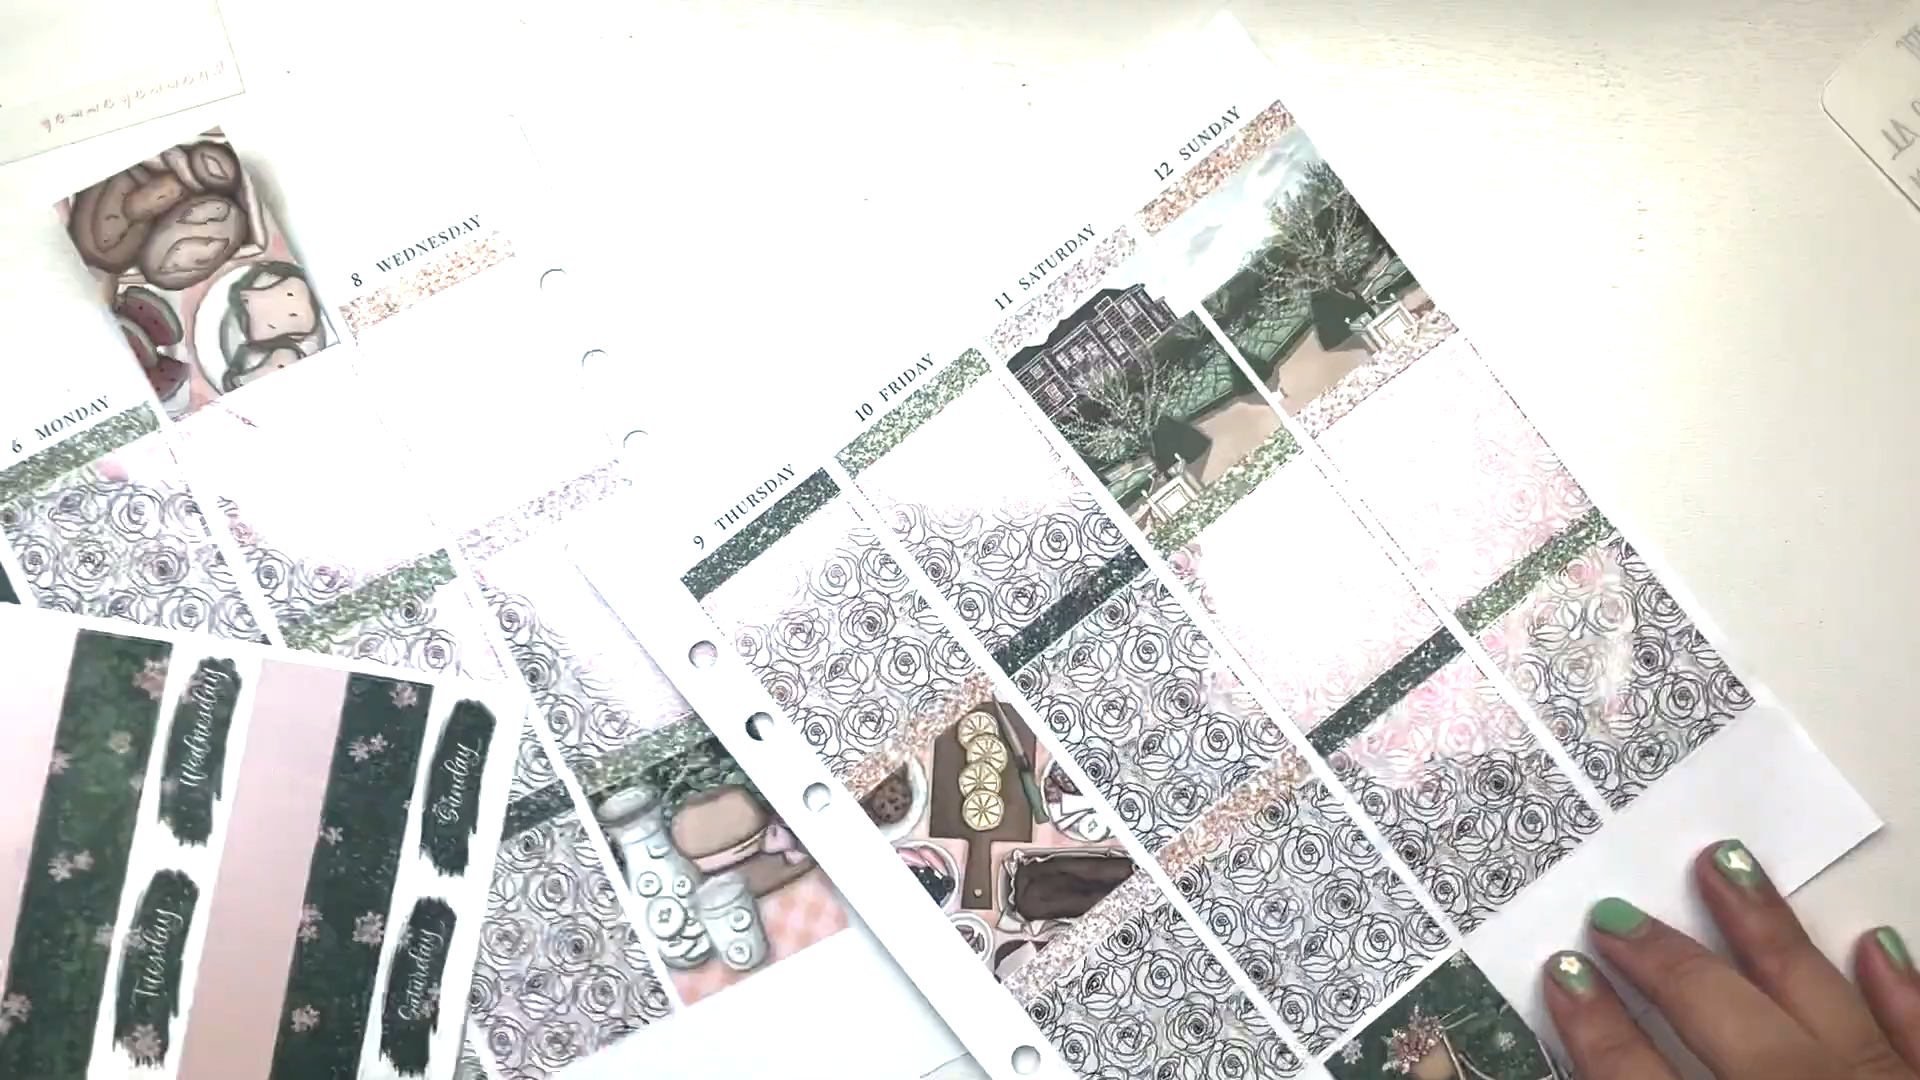 6 MONDAY
8 WEDNESDAY
9 THURSDAY
10 FRIDAY
11 SATURDAY
12 SUNDAY
Wednesday
Tuesday
Sunday
Saturday